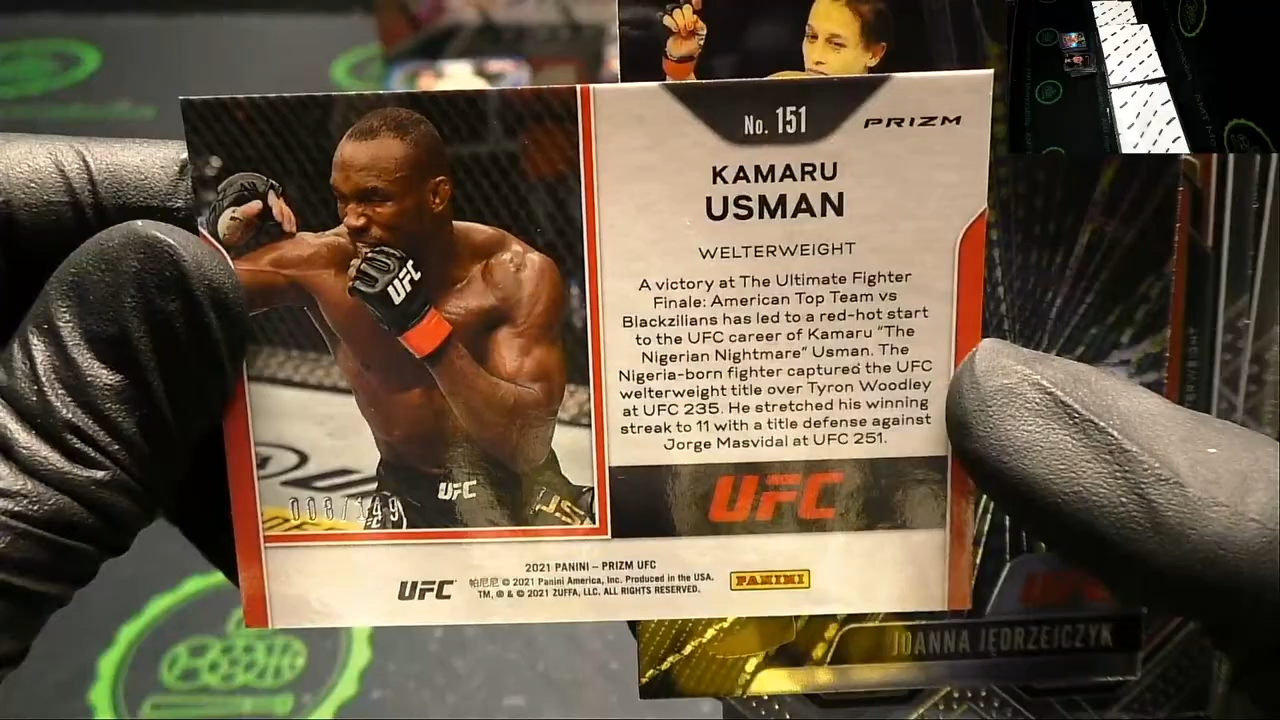 No. 151
PRIZM
KAMARU
USMAN
WELTERWEIGHT
A victory at The Ultimate Fighter
Finale: American Top Team vs
Blackzilians has led to a red-hot start
to the UFC career of Kamaru "The
Nigerian Nightmare" Usman. The
Nigeria-born fighter captured the UFC
welterweight title over Tyron Woodley
at UFC 235. He stretched his winning
streak to 11 with a title defense against
Jorge Masvidal at UFC 251.
UFC
UFC
UFC
008/149
2021 PANINI – PRIZM UFC
UFC
帕尼尼 © 2021 Panini America, Inc. Produced in the USA.
TM, ® & © 2021 ZUFFA, LLC. ALL RIGHTS RESERVED.
PANINI
UFC
JOANNA JĘDRZEJCZYK